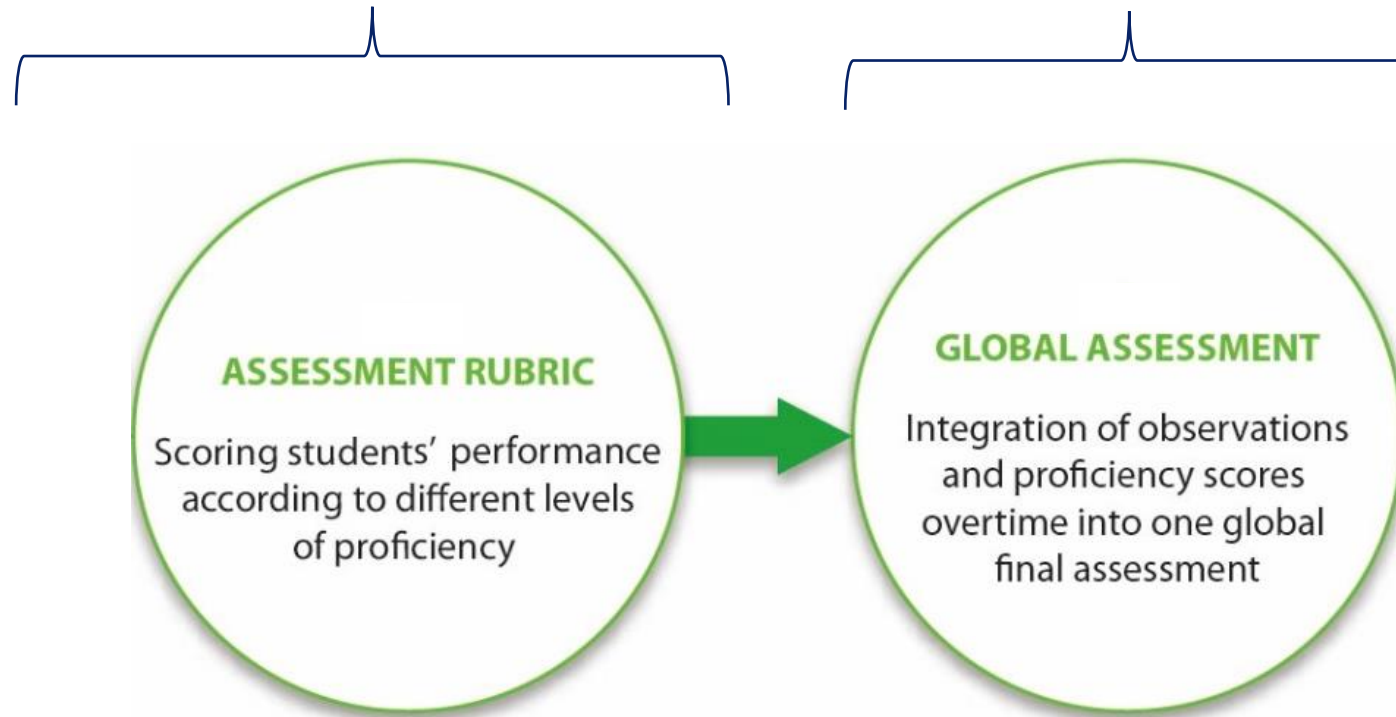 ASSESSMENT RUBRIC
Scoring students' performance
according to different levels
of proficiency
GLOBAL ASSESSMENT
Integration of observations
and proficiency scores
overtime into one global
final assessment